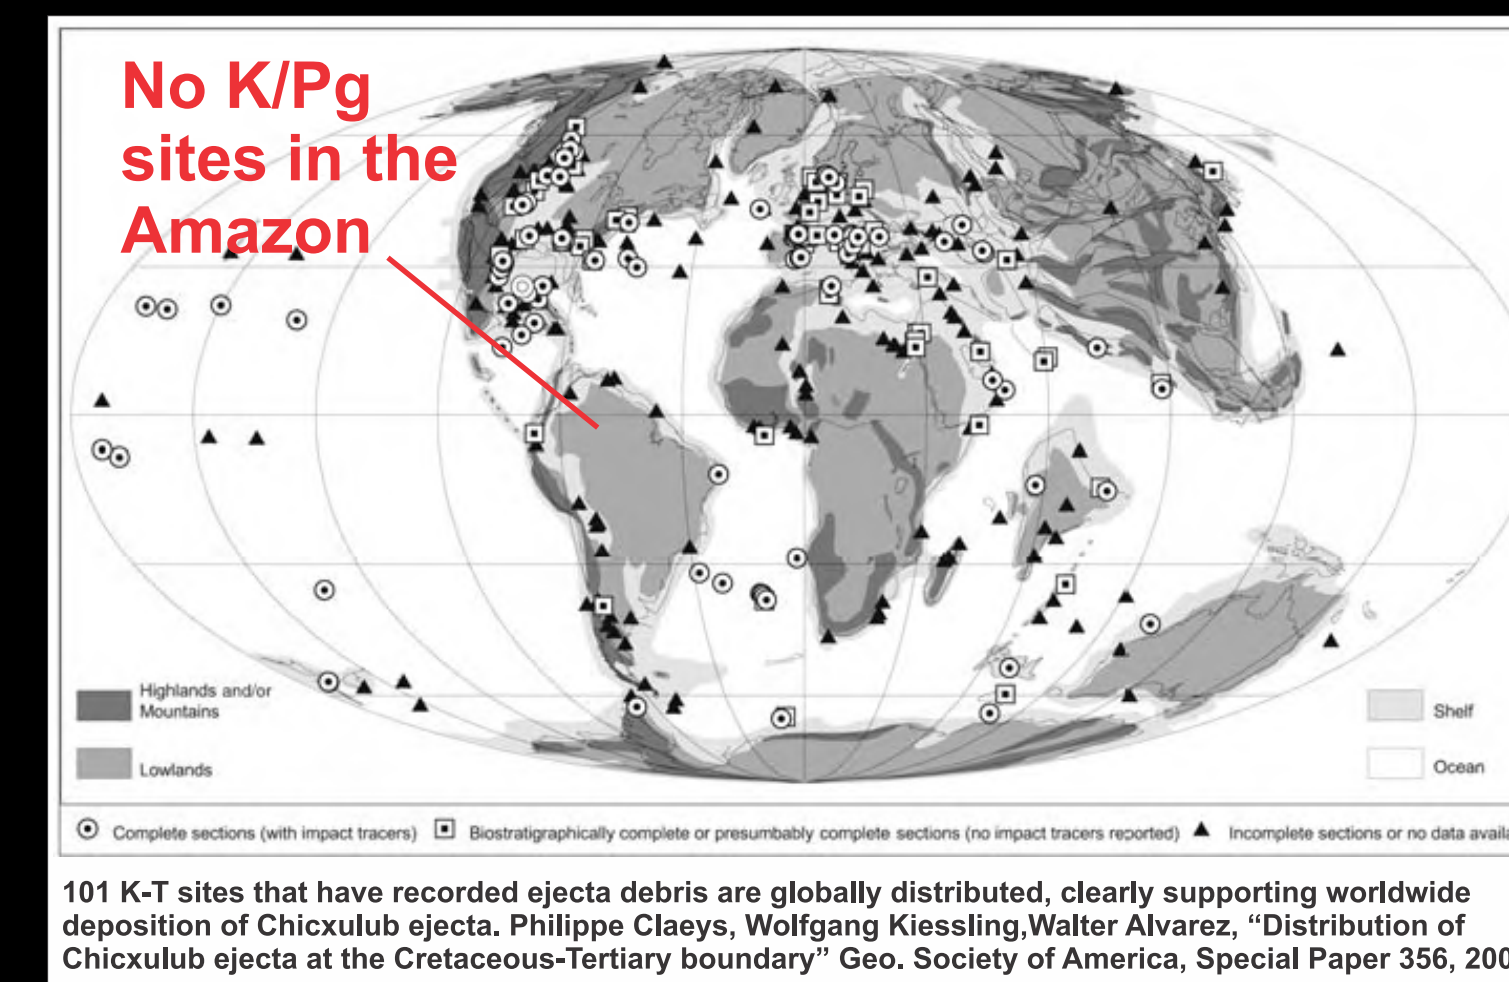 No K/Pg
sites in the
Amazon
Highlands and/or
Mountains
Lowlands
Shelf
Ocean
Complete sections (with impact tracers)
Biostratigraphically complete or presumbably complete sections (no impact tracers reported)
Incomplete sections or no data availa
101 K-T sites that have recorded ejecta debris are globally distributed, clearly supporting worldwide
deposition of Chicxulub ejecta. Philippe Claeys, Wolfgang Kiessling,Walter Alvarez, “Distribution of
Chicxulub ejecta at the Cretaceous-Tertiary boundary” Geo. Society of America, Special Paper 356, 200